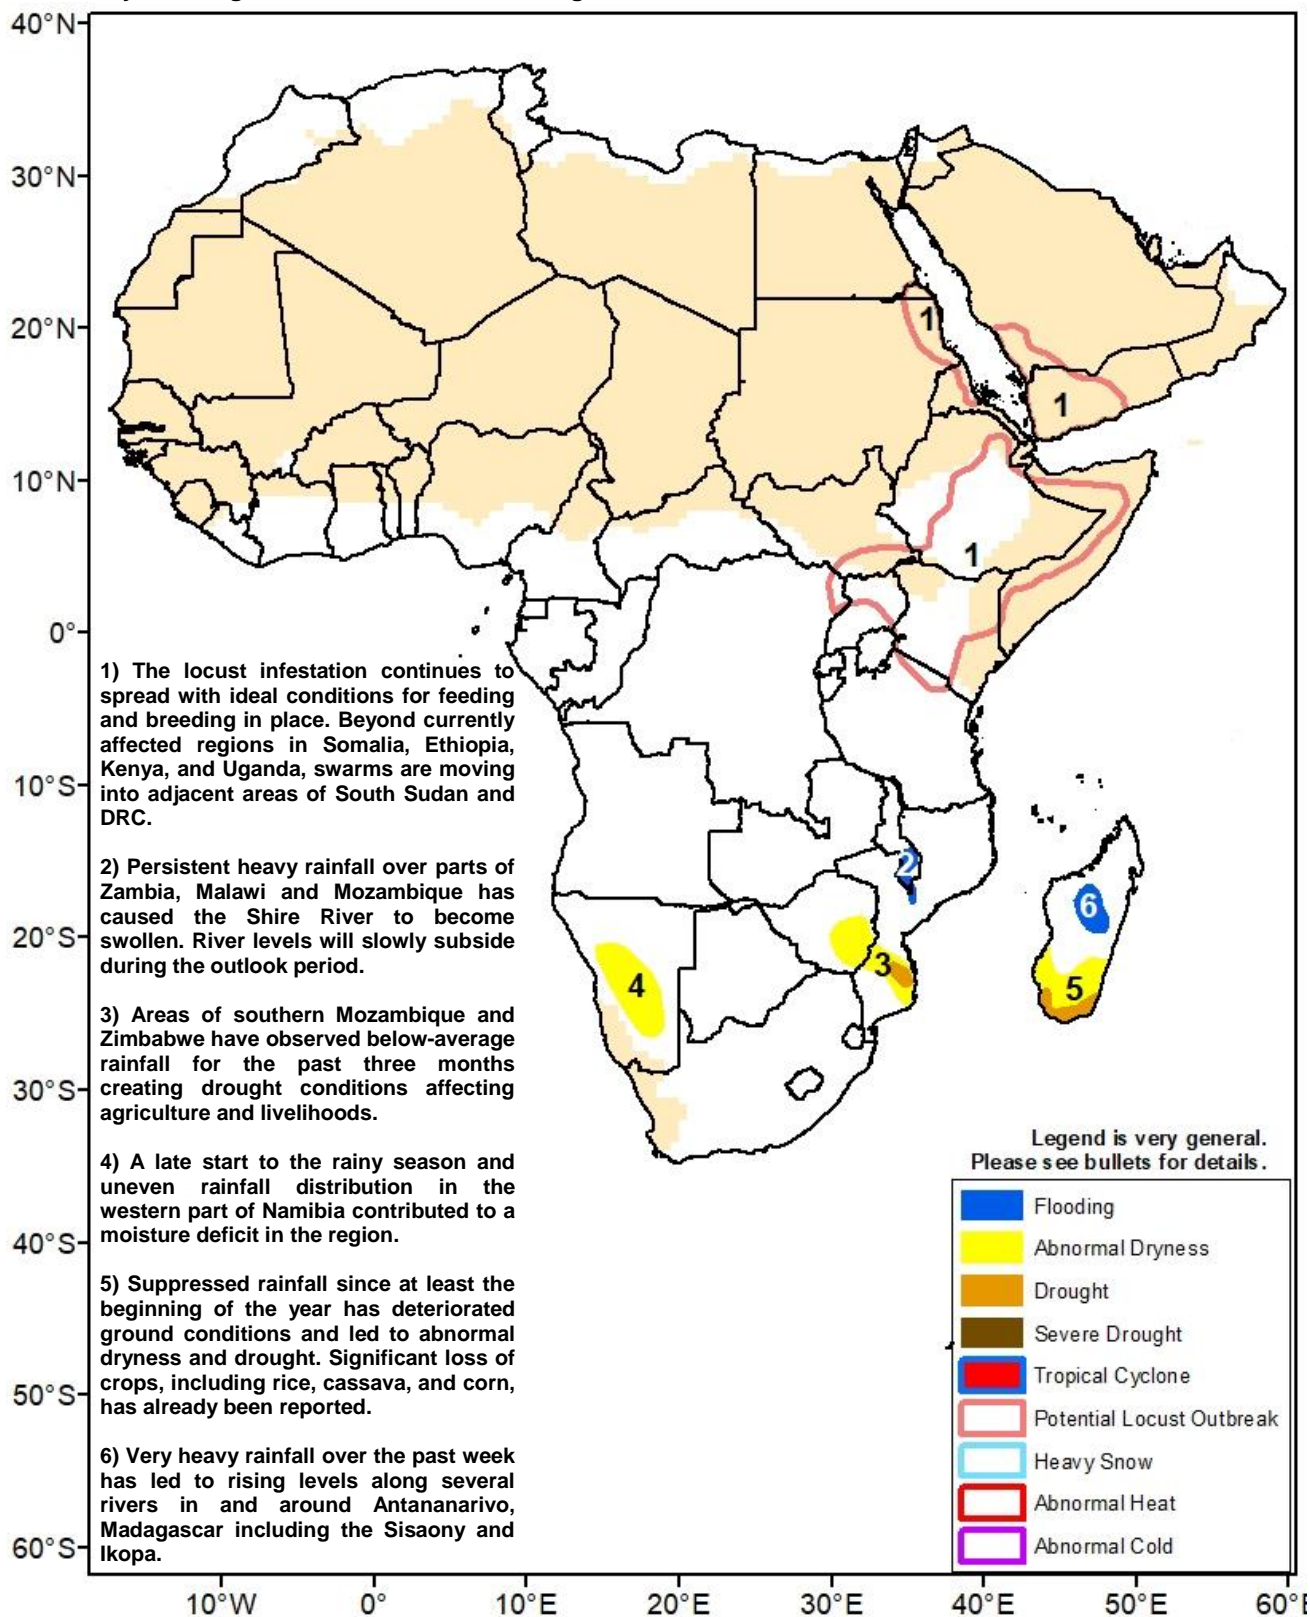 40°N
30°N
20°N
10°N
0°
10°S
20°S
30°S
40°S
50°S
60°S
1
1
1
2
3
4
5
6
1) The locust infestation continues to
spread with ideal conditions for feeding
and breeding in place. Beyond currently
affected regions in Somalia, Ethiopia,
Kenya, and Uganda, swarms are moving
into adjacent areas of South Sudan and
DRC.
2) Persistent heavy rainfall over parts of
Zambia, Malawi and Mozambique has
caused the Shire River to become
swollen. River levels will slowly subside
during the outlook period.
3) Areas of southern Mozambique and
Zimbabwe have observed below-average
rainfall for the past three months
creating drought conditions affecting
agriculture and livelihoods.
4) A late start to the rainy season and
uneven rainfall distribution in the
western part of Namibia contributed to a
moisture deficit in the region.
5) Suppressed rainfall since at least the
beginning of the year has deteriorated
ground conditions and led to abnormal
dryness and drought. Significant loss of
crops, including rice, cassava, and corn,
has already been reported.
6) Very heavy rainfall over the past week
has led to rising levels along several
rivers in and around Antananarivo,
Madagascar including the Sisaony and
Ikopa.
Legend is very general.
Please see bullets for details.
Flooding
Abnormal Dryness
Drought
Severe Drought
Tropical Cyclone
Potential Locust Outbreak
Heavy Snow
Abnormal Heat
Abnormal Cold
10°W 0° 10°E 20°E 30°E 40°E 50°E 60°E